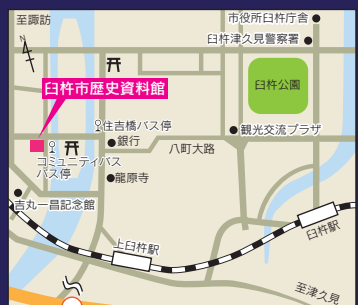 至諏訪
市役所臼杵庁舎
臼杵津久見警察署
N
臼杵市歴史資料館
臼杵公園
住吉橋バス停
銀行
観光交流プラザ
八町大路
コミュニティバス
バス停
龍原寺
吉丸一昌記念館
上臼杵駅
臼杵駅
至津久見